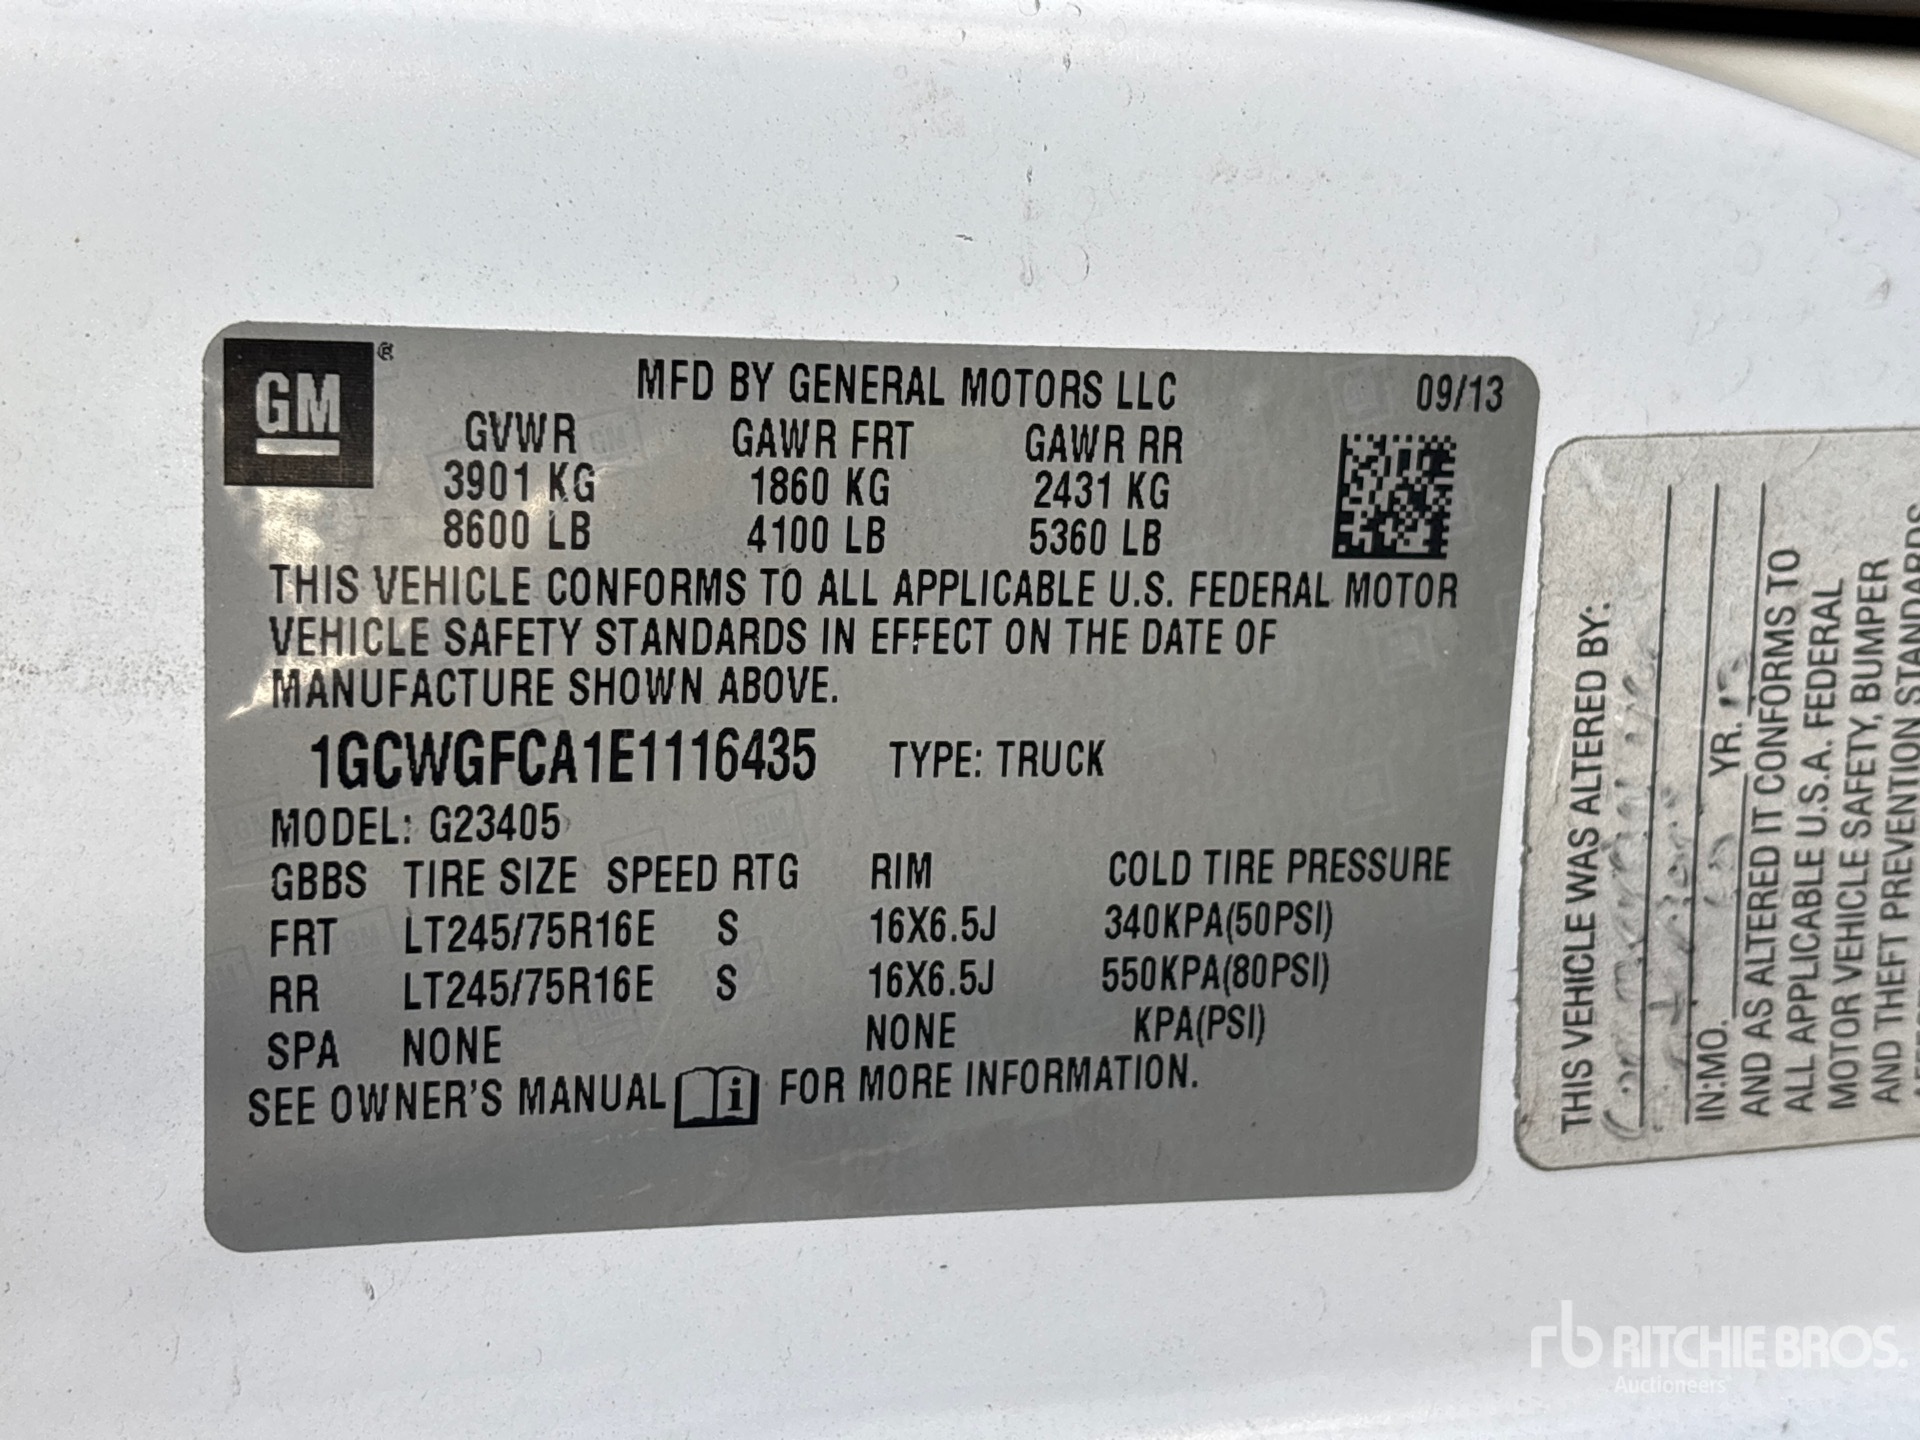 GM ®
MFD BY GENERAL MOTORS LLC 09/13
GVWR GAWR FRT GAWR RR
3901 KG 1860 KG 2431 KG
8600 LB 4100 LB 5360 LB
THIS VEHICLE CONFORMS TO ALL APPLICABLE U.S. FEDERAL MOTOR
VEHICLE SAFETY STANDARDS IN EFFECT ON THE DATE OF
MANUFACTURE SHOWN ABOVE.
1GCWGFCA1E1116435 TYPE: TRUCK
MODEL: G23405
GBBS TIRE SIZE SPEED RTG RIM COLD TIRE PRESSURE
FRT LT245/75R16E S 16X6.5J 340KPA(50PSI)
RR LT245/75R16E S 16X6.5J 550KPA(80PSI)
SPA NONE NONE KPA(PSI)
SEE OWNER'S MANUAL i FOR MORE INFORMATION.
THIS VEHICLE WAS ALTERED BY:
IN:MO. YR.
AND AS ALTERED IT CONFORMS TO
ALL APPLICABLE U.S.A. FEDERAL
MOTOR VEHICLE SAFETY, BUMPER
AND THEFT PREVENTION STANDARDS
rb RITCHIE BROS.
Auctioneers